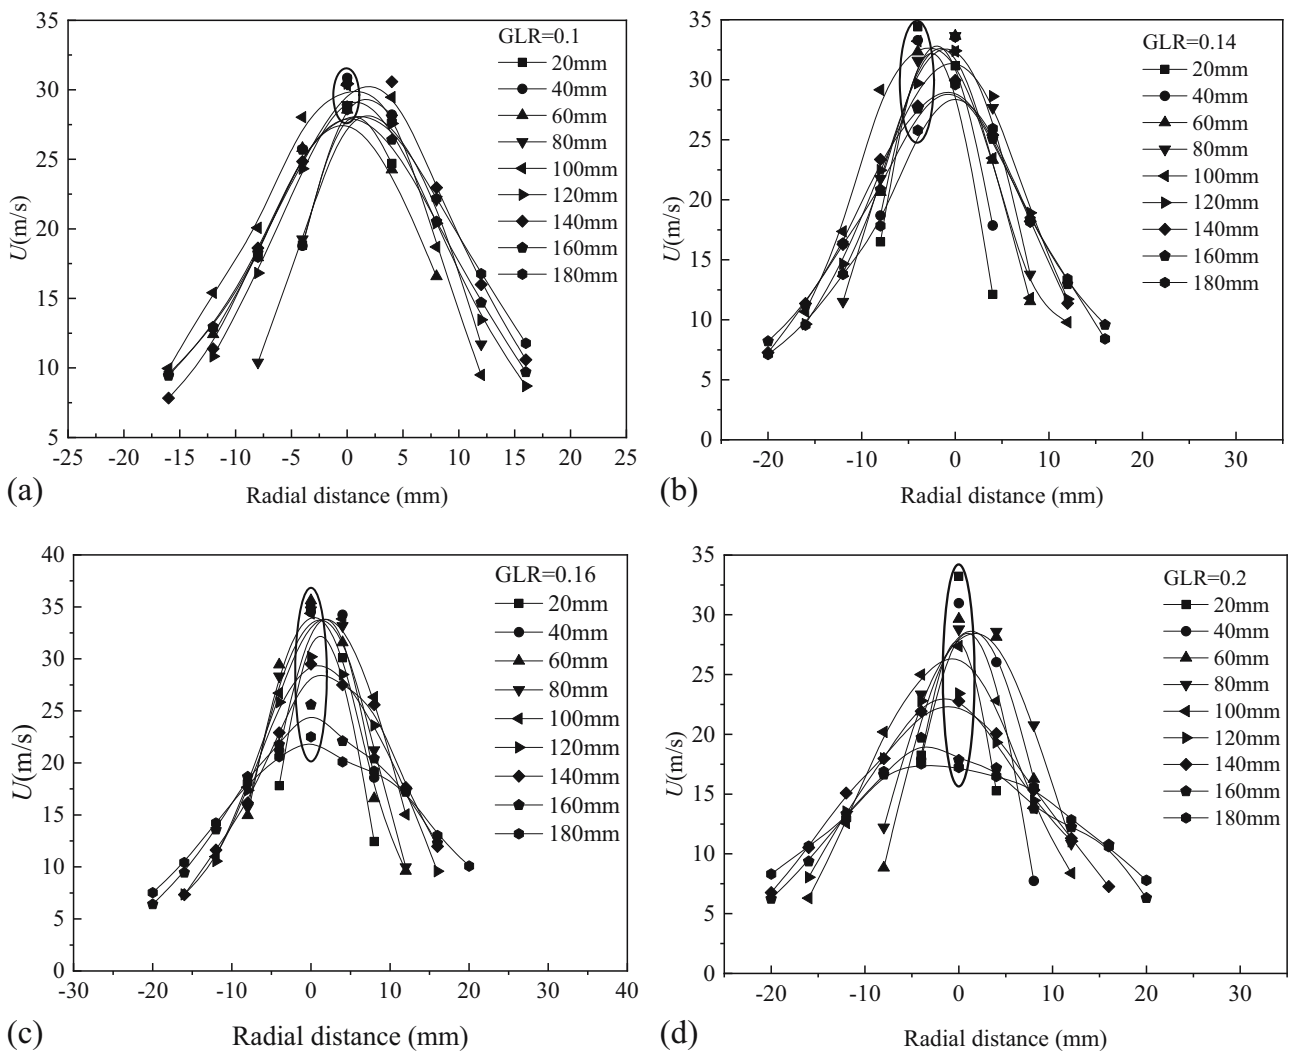 35
30
25
20
15
10
5
U(m/s)
GLR=0.1
20mm
40mm
60mm
80mm
100mm
120mm
140mm
160mm
180mm
-25 -20 -15 -10 -5 0 5 10 15 20 25
Radial distance (mm)
(a)
35
30
25
20
15
10
5
0
U(m/s)
GLR=0.14
20mm
40mm
60mm
80mm
100mm
120mm
140mm
160mm
180mm
-20 -10 0 10 20 30
Radial distance (mm)
(b)
40
35
30
25
20
15
10
5
0
U(m/s)
GLR=0.16
20mm
40mm
60mm
80mm
100mm
120mm
140mm
160mm
180mm
-30 -20 -10 0 10 20 30 40
Radial distance (mm)
(c)
35
30
25
20
15
10
5
0
U(m/s)
GLR=0.2
20mm
40mm
60mm
80mm
100mm
120mm
140mm
160mm
180mm
-20 -10 0 10 20 30
Radial distance (mm)
(d)